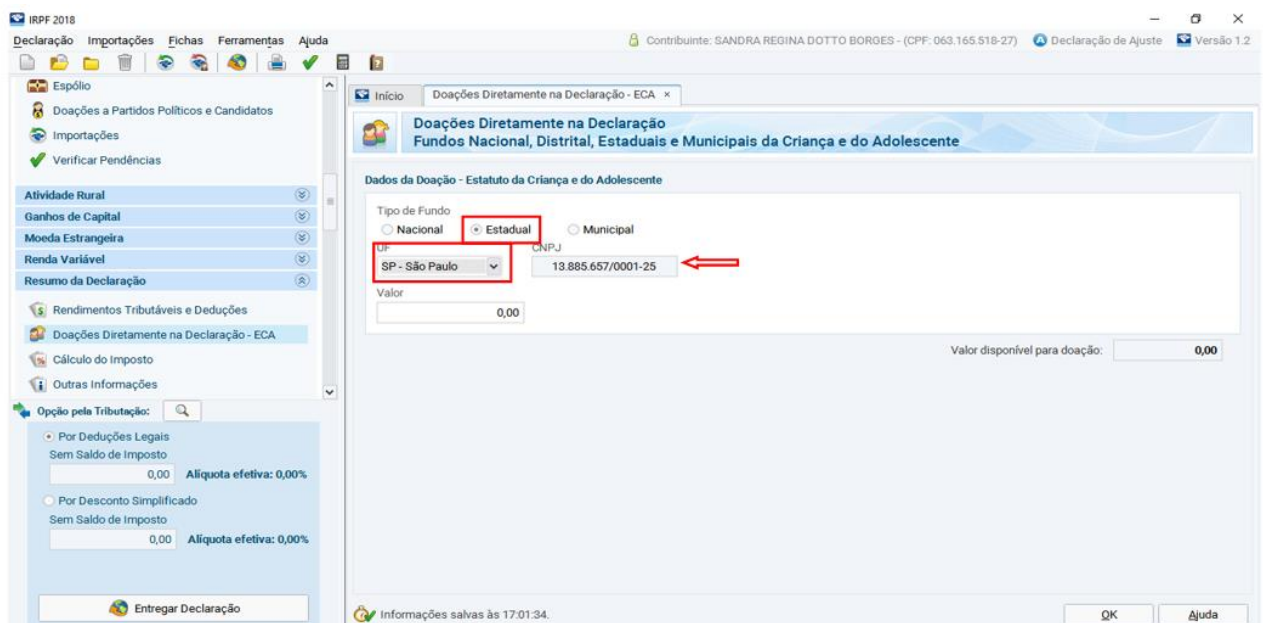 IRPF 2018
Declaração Importações Fichas Ferramentas Ajuda
Contribuinte: SANDRA REGINA DOTTO BORGES - (CPF: 063.165.518-27) Declaração de Ajuste Versão 1.2
Espólio
Doações a Partidos Políticos e Candidatos
Importações
Verificar Pendências
Atividade Rural
Ganhos de Capital
Moeda Estrangeira
Renda Variável
Resumo da Declaração
Rendimentos Tributáveis e Deduções
Doações Diretamente na Declaração - ECA
Cálculo do Imposto
Outras Informações
Opção pela Tributação:
Por Deduções Legais
Sem Saldo de Imposto
0,00 Alíquota efetiva: 0,00%
Por Desconto Simplificado
Sem Saldo de Imposto
0,00 Alíquota efetiva: 0,00%
Entregar Declaração
Início Doações Diretamente na Declaração - ECA ×
Doações Diretamente na Declaração
Fundos Nacional, Distrital, Estaduais e Municipais da Criança e do Adolescente
Dados da Doação - Estatuto da Criança e do Adolescente
Tipo de Fundo
Nacional Estadual Municipal
UF CNPJ
SP - São Paulo 13.885.657/0001-25
Valor
0,00
Valor disponível para doação: 0,00
Informações salvas às 17:01:34.
OK Ajuda